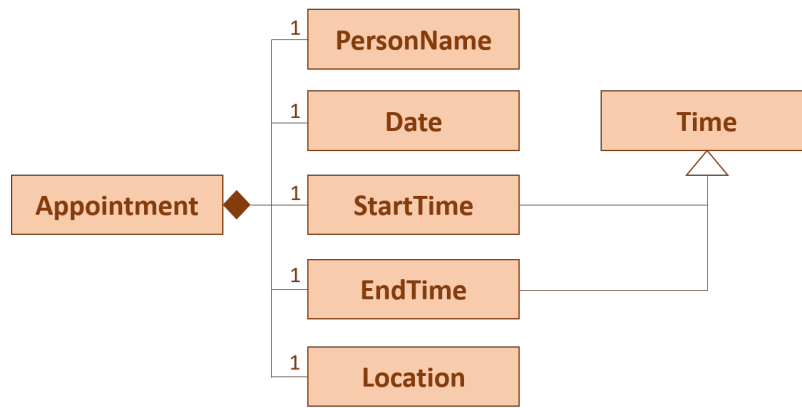 1
PersonName
1
Date
Time
Appointment
1
StartTime
1
EndTime
1
Location